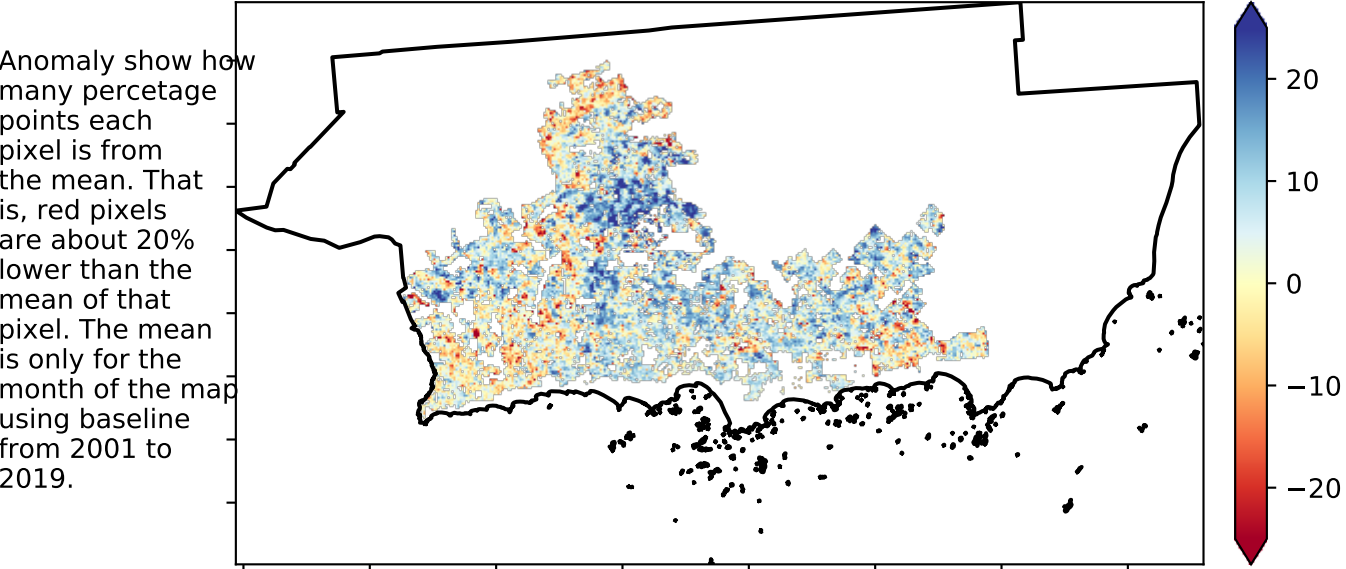 Anomaly show how
many percetage
points each
pixel is from
the mean. That
is, red pixels
are about 20%
lower than the
mean of that
pixel. The mean
is only for the
month of the map
using baseline
from 2001 to
2019.
20
10
0
−10
−20